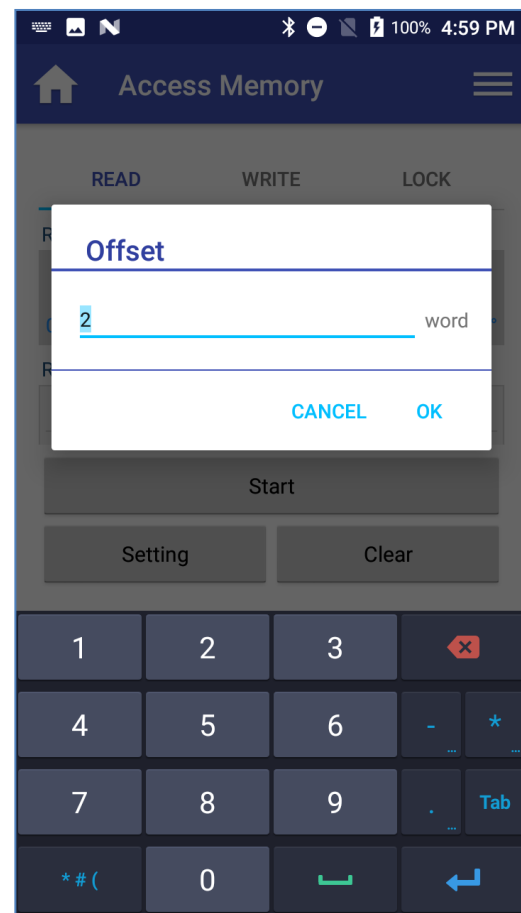 100% 4:59 PM
Access Memory
READ WRITE LOCK
R
Offset
2 word
R
CANCEL OK
Start
Setting Clear
1 2 3
4 5 6 - *
7 8 9 . Tab
*#( 0